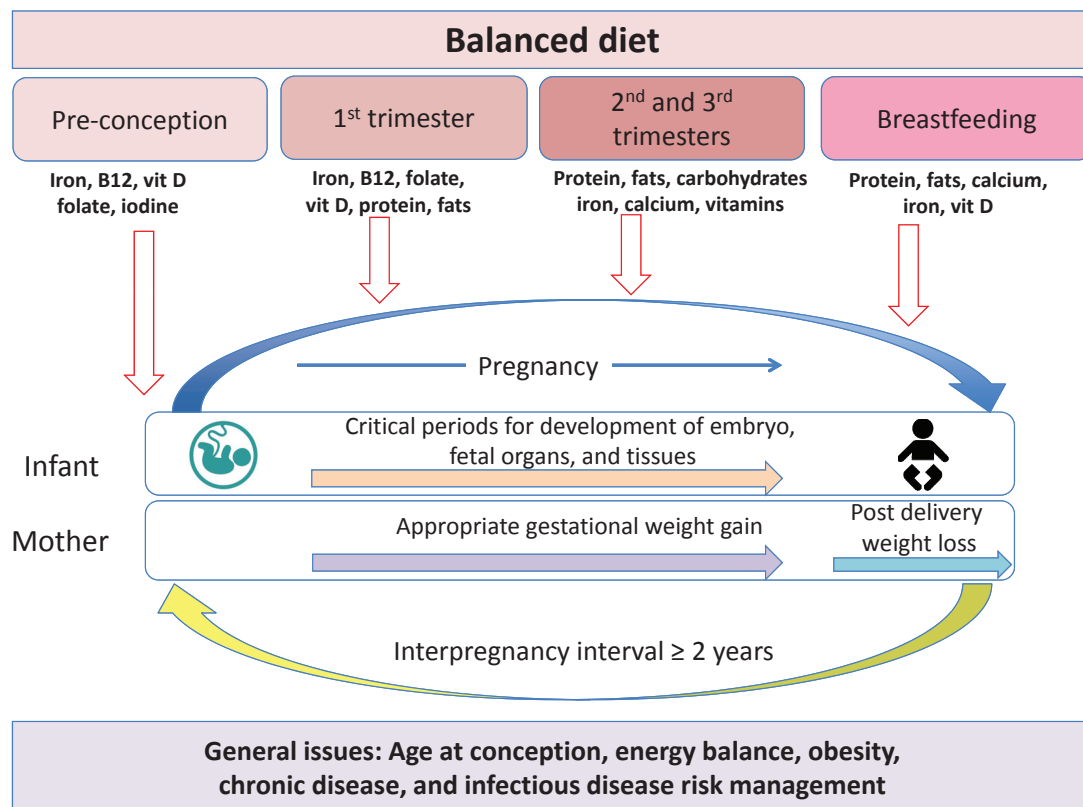 Balanced diet
Pre-conception
1st trimester
2nd and 3rd
trimesters
Breastfeeding
Iron, B12, vit D
folate, iodine
Iron, B12, folate,
vit D, protein, fats
Protein, fats, carbohydrates
iron, calcium, vitamins
Protein, fats, calcium,
iron, vit D
Pregnancy
Infant
Critical periods for development of embryo,
fetal organs, and tissues
Mother
Appropriate gestational weight gain
Post delivery
weight loss
Interpregnancy interval ≥ 2 years
General issues: Age at conception, energy balance, obesity,
chronic disease, and infectious disease risk management